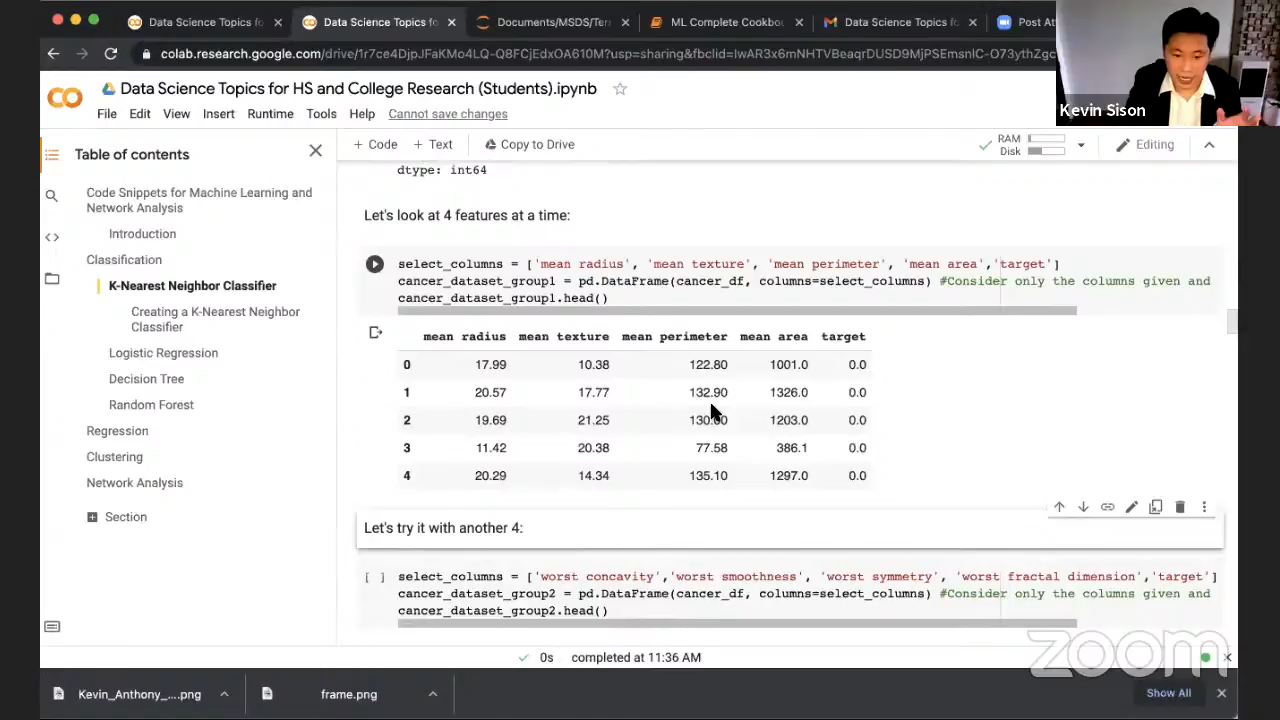 Data Science Topics fo
Data Science Topics fo
Documents/MSDS/Ter
ML Complete Cookbo
Data Science Topics fo
Post At
colab.research.google.com/drive/1r7ce4DjpJFaKMo4LQ-Q8FCjEdxOA610M?usp=sharing&fbclid=IwAR3x6mNHTVBeaqrDUSD9MjPSEmsnlC-O73ythZgc
Kevin Sison
Data Science Topics for HS and College Research (Students).ipynb
File Edit View Insert Runtime Tools Help Cannot save changes
Table of contents
+ Code + Text Copy to Drive
RAM
Disk
Editing
Code Snippets for Machine Learning and
Network Analysis
Introduction
Classification
K-Nearest Neighbor Classifier
Creating a K-Nearest Neighbor
Classifier
Logistic Regression
Decision Tree
Random Forest
Regression
Clustering
Network Analysis
Section
dtype: int64
Let's look at 4 features at a time:
select_columns = ['mean radius', 'mean texture', 'mean perimeter', 'mean area','target']
cancer_dataset_group1 = pd.DataFrame(cancer_df, columns=select_columns) #Consider only the columns given and
cancer_dataset_group1.head()
mean radius mean texture mean perimeter mean area target
0 17.99 10.38 122.80 1001.0 0.0
1 20.57 17.77 132.90 1326.0 0.0
2 19.69 21.25 1203.0 0.0
3 11.42 20.38 77.58 386.1 0.0
4 20.29 14.34 135.10 1297.0 0.0
Let's try it with another 4:
[ ] select_columns = ['worst concavity','worst smoothness', 'worst symmetry', 'worst fractal dimension','target']
cancer_dataset_group2 = pd.DataFrame(cancer_df, columns=select_columns) #Consider only the columns given and
cancer_dataset_group2.head()
zoom
0s completed at 11:36 AM
Kevin_Anthony_....png
frame.png
Show All